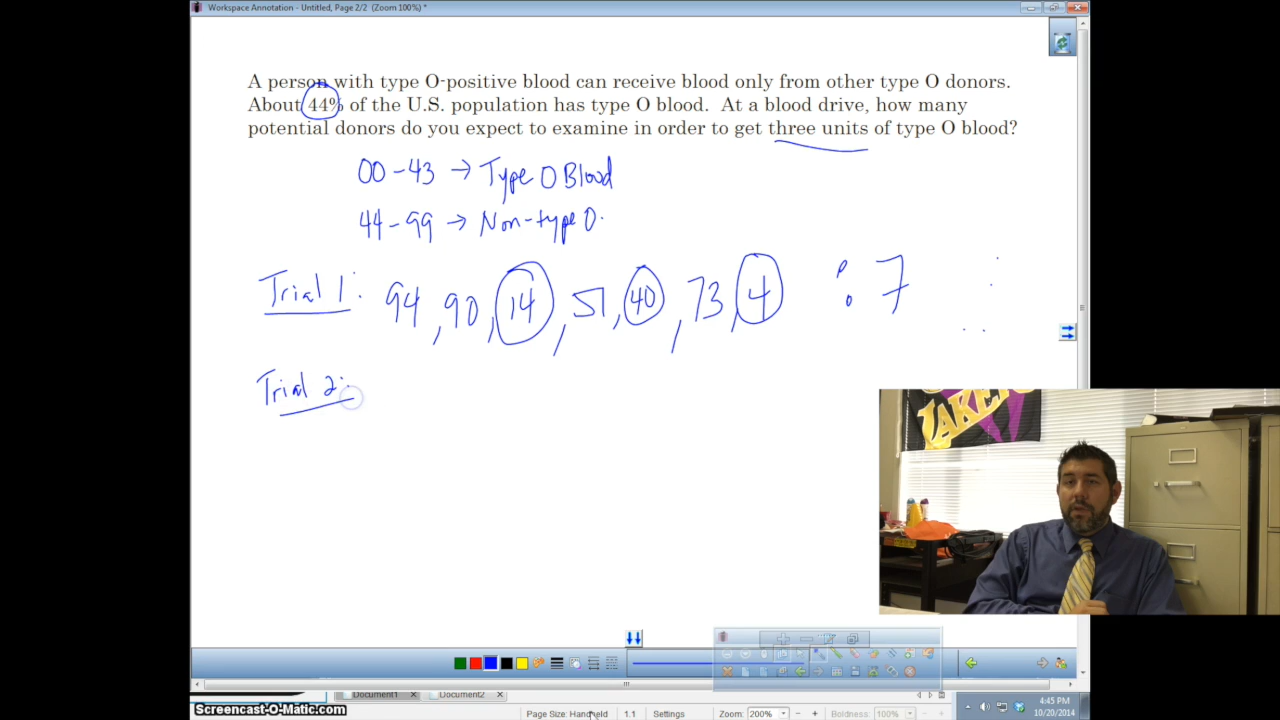 Workspace Annotation - Untitled, Page 2/2 (Zoom 100%) *
A person with type O-positive blood can receive blood only from other type O donors.
About 44% of the U.S. population has type O blood. At a blood drive, how many
potential donors do you expect to examine in order to get three units of type O blood?
00-43 → Type O Blood
44-99 → Non-type O.
Trial 1: 94, 90, 14, 51, 40, 73, 4 : 7
Trial 2:
LAKERS
Document1
Document2
Screencast-O-Matic.com
Page Size: Handheld
1.1
Settings
Zoom: 200%
Boldness: 100%
4:45 PM
10/20/2014